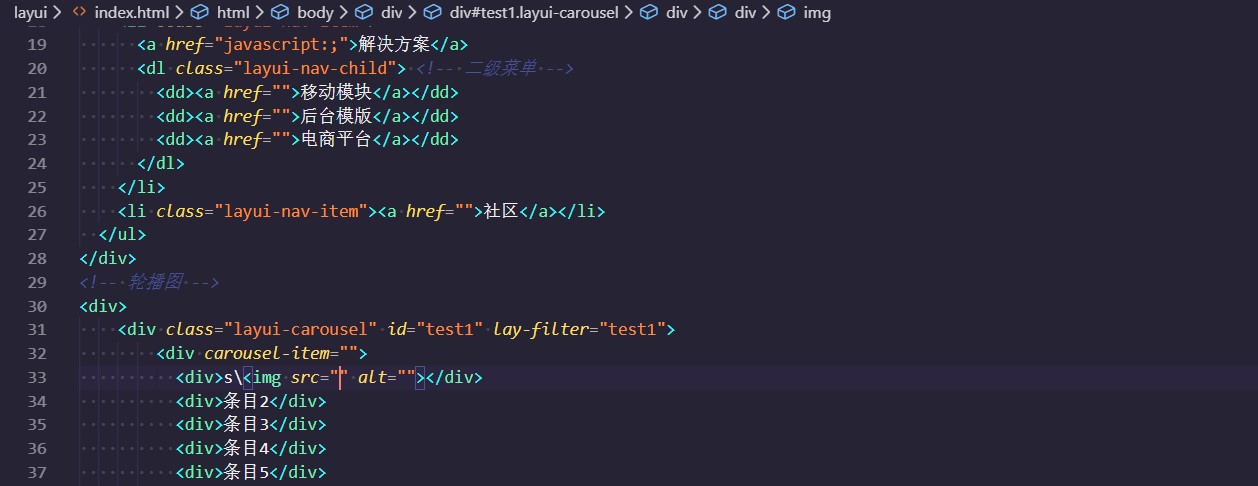 layui > index.html > html > body > div > div#test1.layui-carousel > div > div > img
19 <a href="javascript:;">解决方案</a>
20 <dl class="layui-nav-child"> <!-- 二级菜单 -->
21 <dd><a href="">移动模块</a></dd>
22 <dd><a href="">后台模版</a></dd>
23 <dd><a href="">电商平台</a></dd>
24 </dl>
25 </li>
26 <li class="layui-nav-item"><a href="">社区</a></li>
27 </ul>
28 </div>
29 <!-- 轮播图 -->
30 <div>
31 <div class="layui-carousel" id="test1" lay-filter="test1">
32 <div carousel-item="">
33 <div>s\<img src="" alt=""></div>
34 <div>条目2</div>
35 <div>条目3</div>
36 <div>条目4</div>
37 <div>条目5</div>